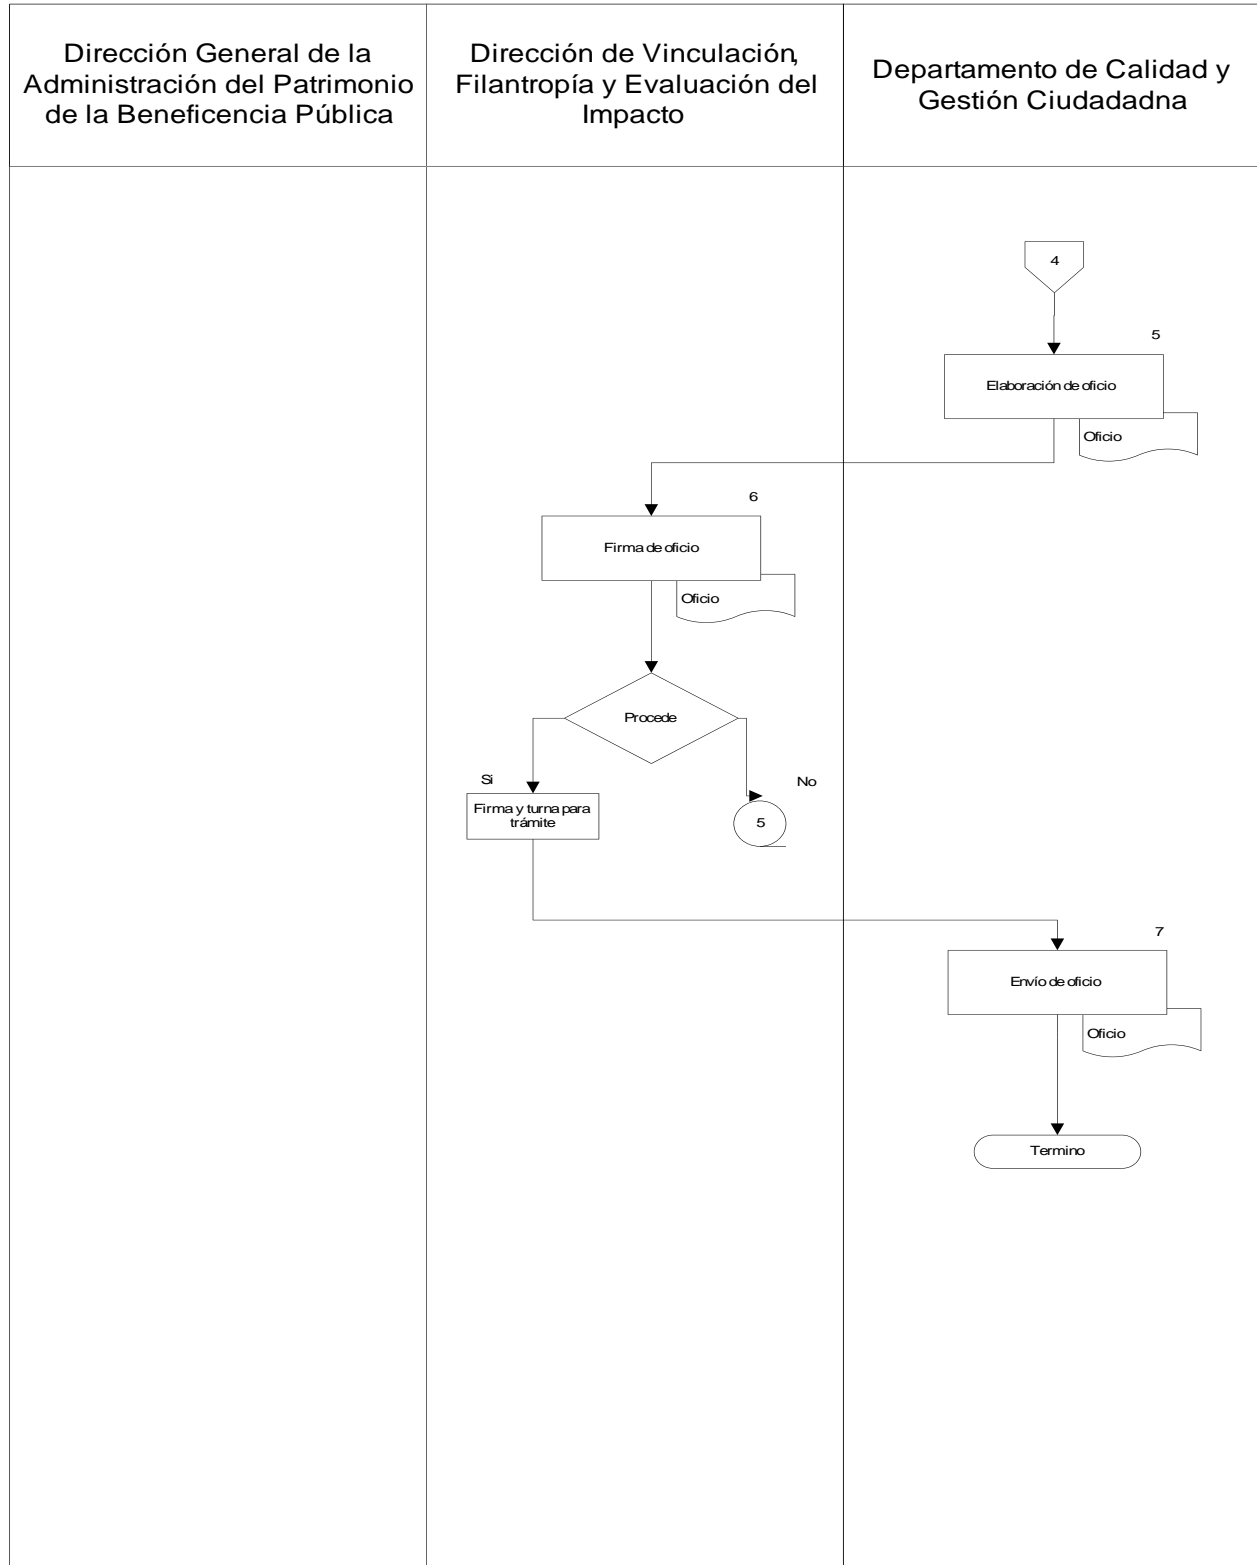 Dirección General de la
Administración del Patrimonio
de la Beneficencia Pública
Dirección de Vinculación,
Filantropía y Evaluación del
Impacto
Departamento de Calidad y
Gestión Ciudadadna
4
5
Elaboración de oficio
Oficio
6
Firma de oficio
Oficio
Procede
Si
No
Firma y turna para
trámite
5
7
Envío de oficio
Oficio
Termino